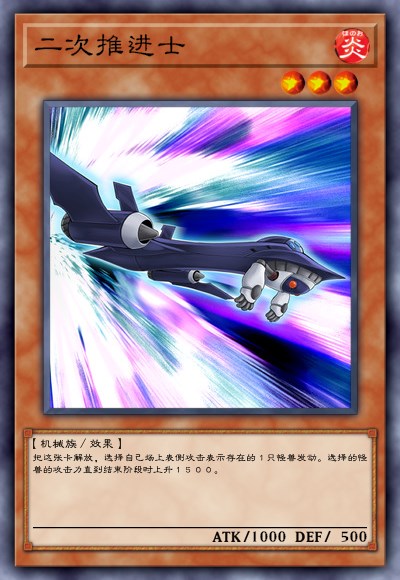 二次推进士
炎
ほのお
【机械族/效果】
把这张卡解放，选择自己场上表侧攻击表示存在的1只怪兽发动。选择的怪
兽的攻击力直到结束阶段时上升1500。
ATK/1000 DEF/ 500